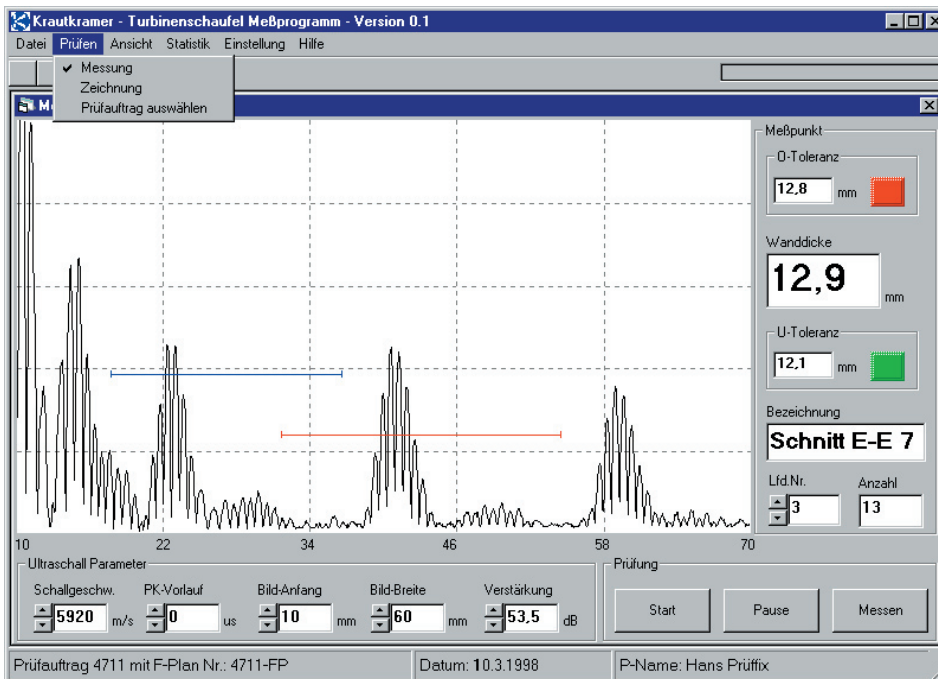 Krautkramer - Turbinenschaufel Meßprogramm - Version 0.1
Datei Prüfen Ansicht Statistik Einstellung Hilfe
Messung
Zeichnung
Prüfauftrag auswählen
Meßpunkt
O-Toleranz
12,8 mm
Wanddicke
12,9 mm
U-Toleranz
12,1 mm
Bezeichnung
Schnitt E-E 7
Lfd.Nr. Anzahl
3 13
10 22 34 46 58 70
Ultraschall Parameter
Schallgeschw. PK-Vorlauf Bild-Anfang Bild-Breite Verstärkung
5920 m/s 0 us 10 mm 60 mm 53,5 dB
Prüfung
Start Pause Messen
Prüfauftrag 4711 mit F-Plan Nr.: 4711-FP Datum: 10.3.1998 P-Name: Hans Prüffix